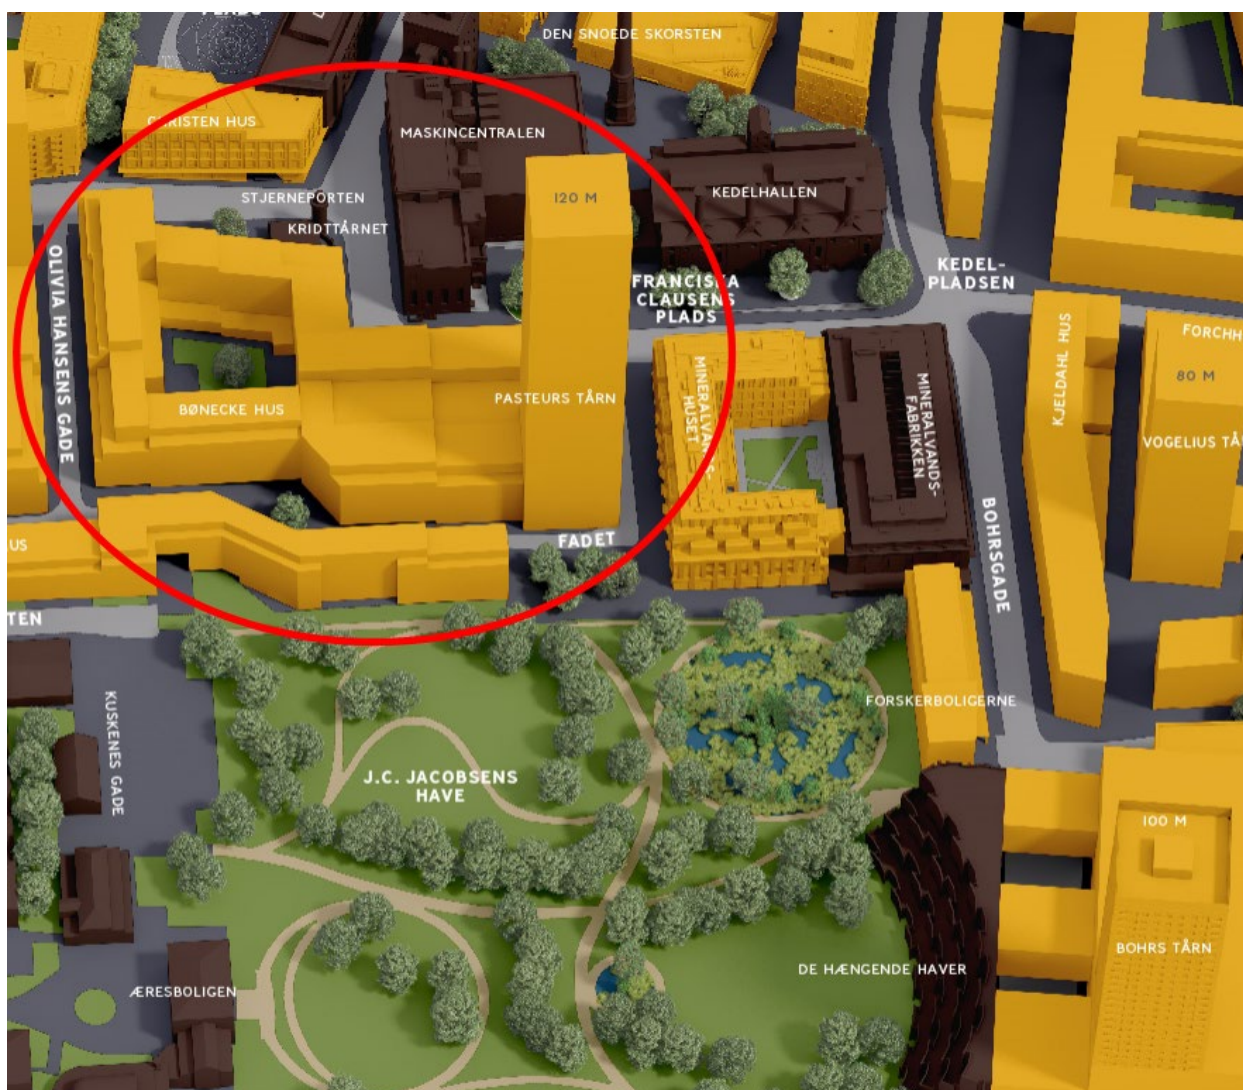 DEN SNOEDE SKORSTEN
CHRISTEN HUS
MASKINCENTRALEN
STJERNEPORTEN
KRIDTTÅRNET
120 M
KEDELHALLEN
OLIVIA HANSENS GADE
FRANCISKA
CLAUSENS
PLADS
KEDEL-
PLADSEN
KJELDAHL HUS
FORCHH
80 M
VOGELIUS TÅ
BØNECKE HUS
PASTEURS TÅRN
MINERALVANDS-
HUSET
MINERALVANDS-
FABRIKKEN
US
FADET
BOHRSGADE
TEN
KUSKENES GADE
FORSKERBOLIGERNE
J.C. JACOBSENS
HAVE
100 M
BOHRS TÅRN
DE HÆNGENDE HAVER
ÆRESBOLIGEN